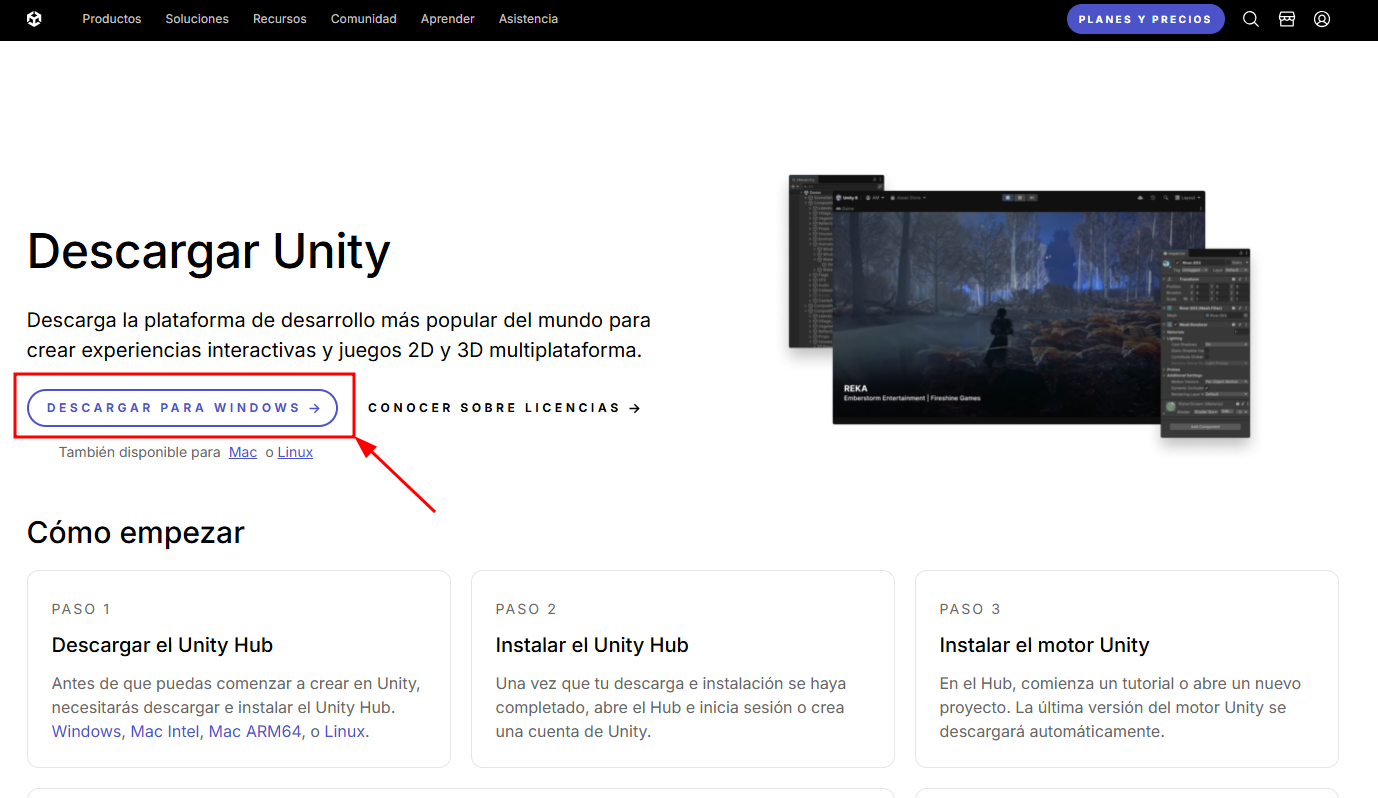 Productos Soluciones Recursos Comunidad Aprender Asistencia PLANES Y PRECIOS
Descargar Unity
Descarga la plataforma de desarrollo más popular del mundo para
crear experiencias interactivas y juegos 2D y 3D multiplataforma.
DESCARGAR PARA WINDOWS → CONOCER SOBRE LICENCIAS →
También disponible para Mac o Linux
REKA
Emberstorm Entertainment | Fireshine Games
Cómo empezar
PASO 1
Descargar el Unity Hub
Antes de que puedas comenzar a crear en Unity,
necesitarás descargar e instalar el Unity Hub.
Windows, Mac Intel, Mac ARM64, o Linux.
PASO 2
Instalar el Unity Hub
Una vez que tu descarga e instalación se haya
completado, abre el Hub e inicia sesión o crea
una cuenta de Unity.
PASO 3
Instalar el motor Unity
En el Hub, comienza un tutorial o abre un nuevo
proyecto. La última versión del motor Unity se
descargará automáticamente.